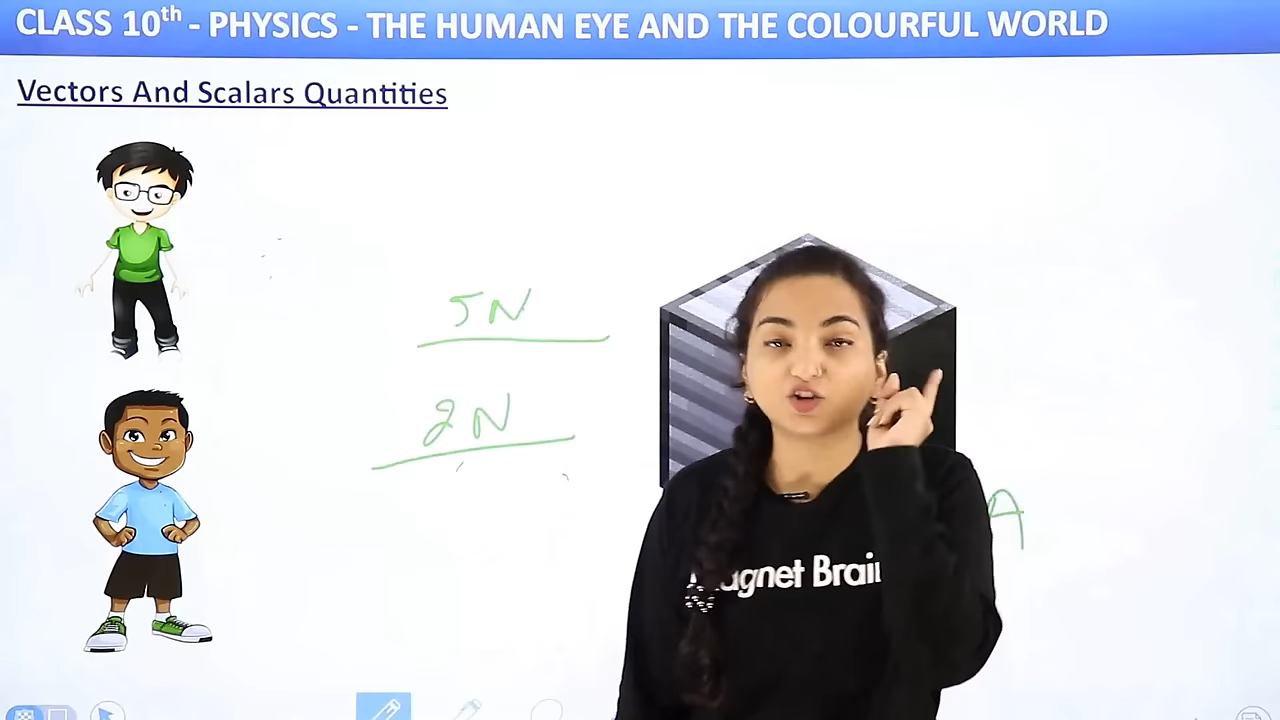 CLASS 10th - PHYSICS - THE HUMAN EYE AND THE COLOURFUL WORLD
Vectors And Scalars Quantities
5N
2N
A
agnet Brai